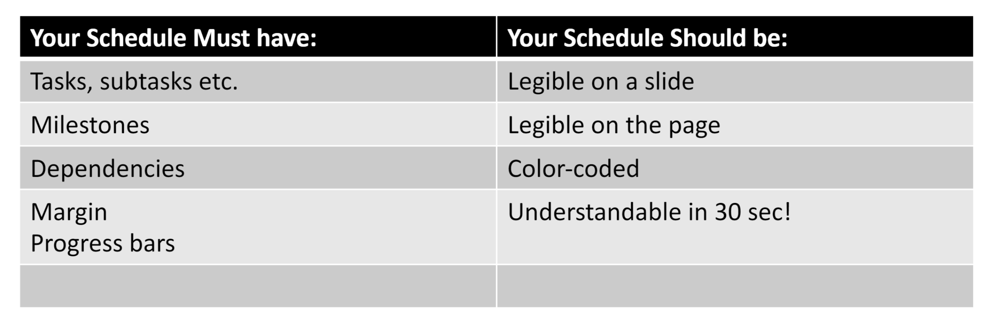 Your Schedule Must have:
Your Schedule Should be:
Tasks, subtasks etc.
Legible on a slide
Milestones
Legible on the page
Dependencies
Color-coded
Margin
Progress bars
Understandable in 30 sec!